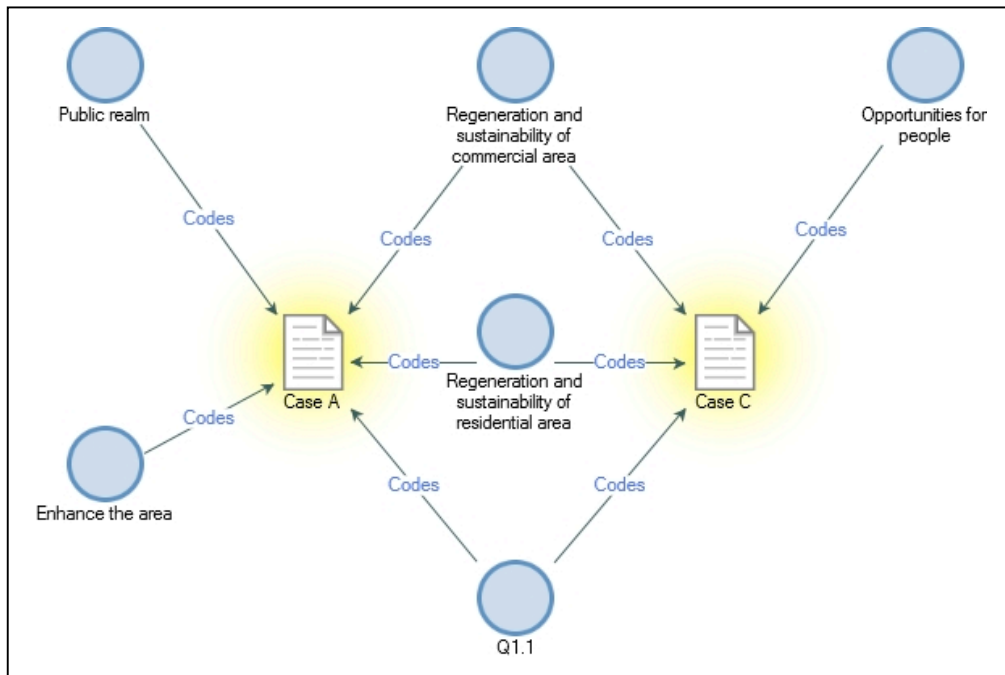 Public realm
Regeneration and
sustainability of
commercial area
Opportunities for
people
Codes
Codes
Codes
Codes
Case A
Codes
Codes
Case C
Regeneration and
sustainability of
residential area
Codes
Enhance the area
Codes
Codes
Q1.1